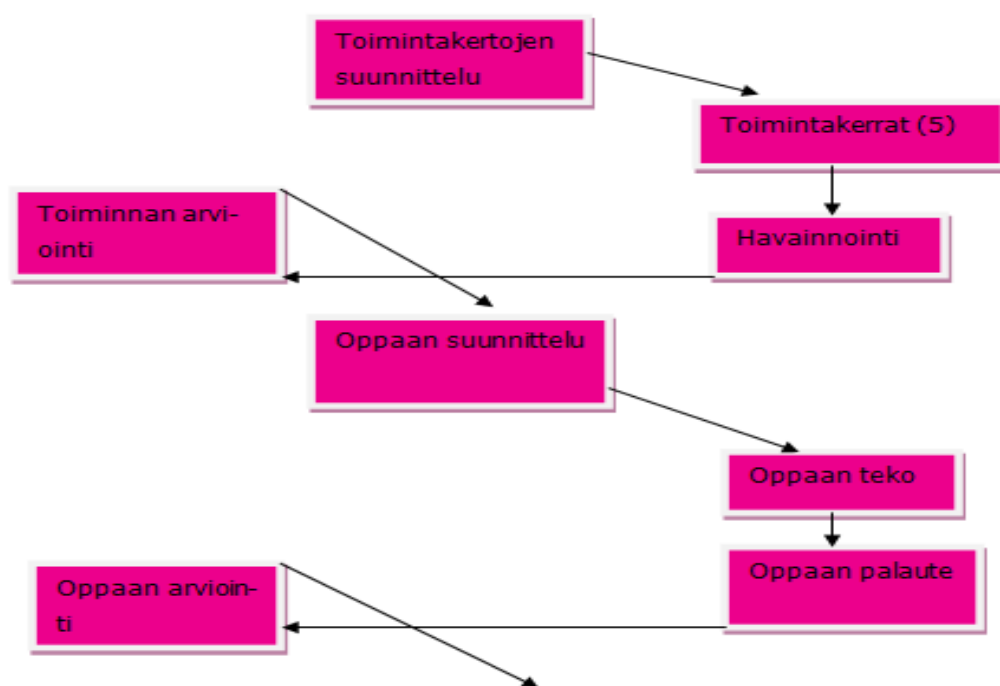 Toimintakertojen
suunnittelu
Toimintakerrat (5)
Toiminnan arvi-
ointi
Havainnointi
Oppaan suunnittelu
Oppaan teko
Oppaan palaute
Oppaan arvioin-
ti